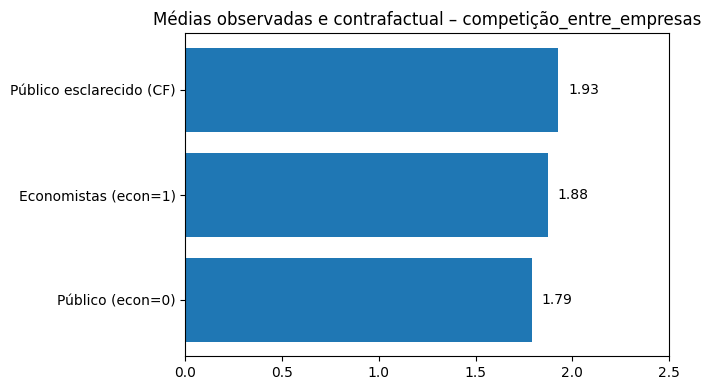 Médias observadas e contrafactual – competição_entre_empresas
Público esclarecido (CF)
1.93
Economistas (econ=1)
1.88
Público (econ=0)
1.79
0.0 0.5 1.0 1.5 2.0 2.5